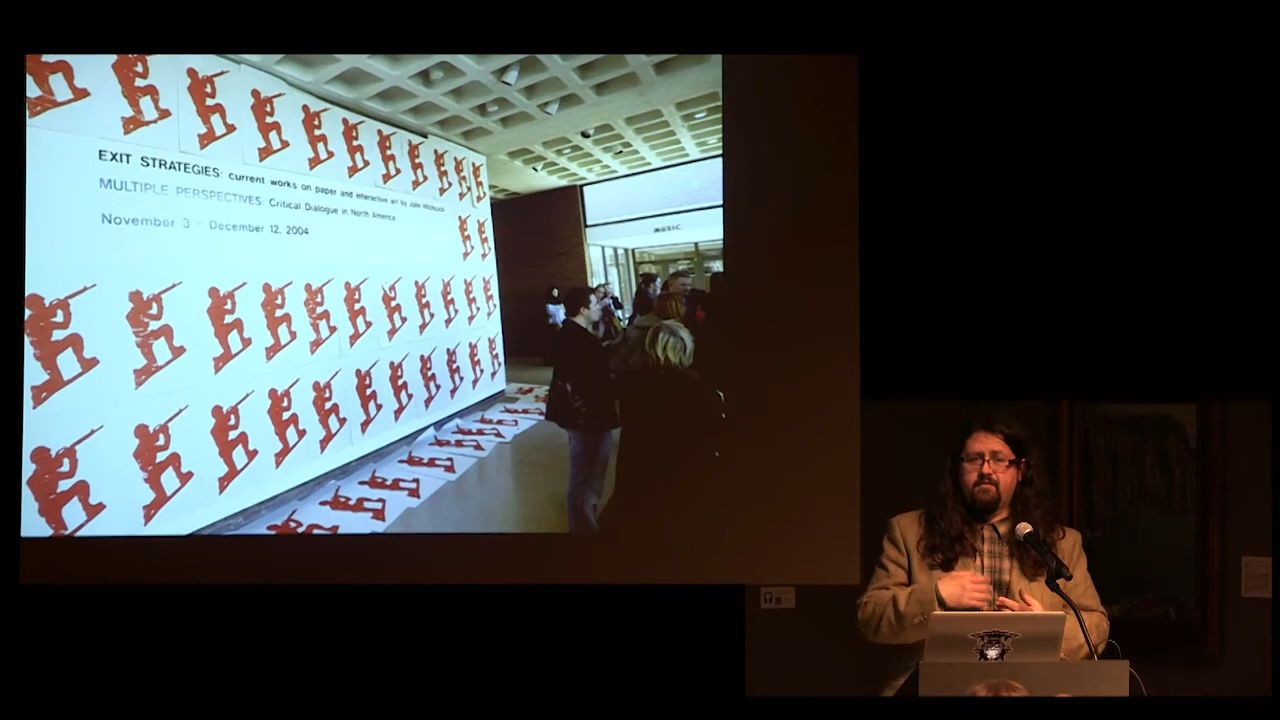 EXIT STRATEGIES: current works on paper and interactive art by John Hitchcock
MULTIPLE PERSPECTIVES: Critical Dialogue in North America
November 3 - December 12, 2004
MUSIC